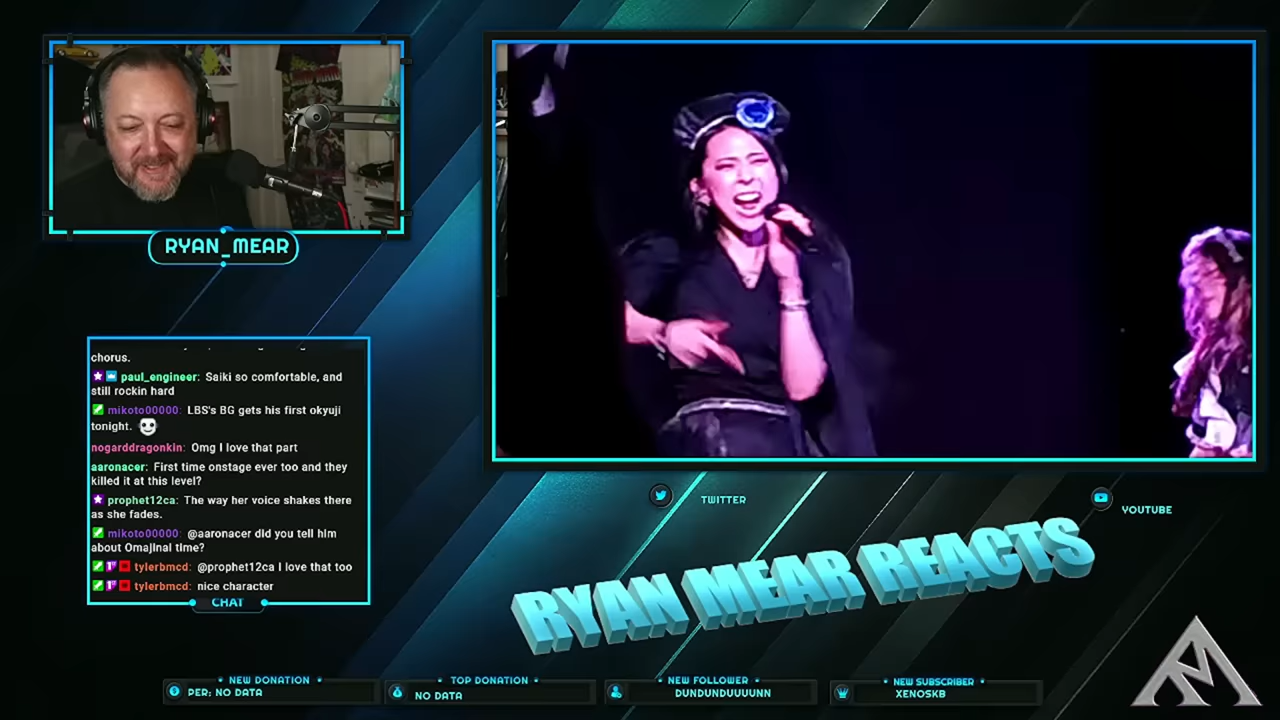 RYAN_MEAR
chorus.
paul_engineer: Saiki so comfortable, and
still rockin hard
mikoto00000: LBS's BG gets his first okyuji
tonight.
nogarddragonkin: Omg I love that part
aaronacer: First time onstage ever too and they
killed it at this level?
prophet12ca: The way her voice shakes there
as she fades.
mikoto00000: @aaronacer did you tell him
about Omajinai time?
tylerbmcd: @prophet12ca I love that too
tylerbmcd: nice character
CHAT
TWITTER
YOUTUBE
RYAN MEAR REACTS
NEW DONATION
PER: NO DATA
TOP DONATION
NO DATA
NEW FOLLOWER
DUNDUNDUUUUNN
NEW SUBSCRIBER
XENOSKB